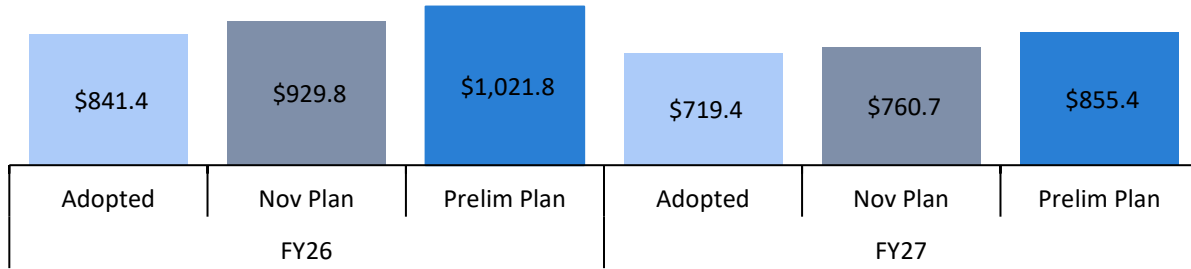 $841.4 $929.8 $1,021.8 $719.4 $760.7 $855.4
Adopted Nov Plan Prelim Plan Adopted Nov Plan Prelim Plan
FY26 FY27